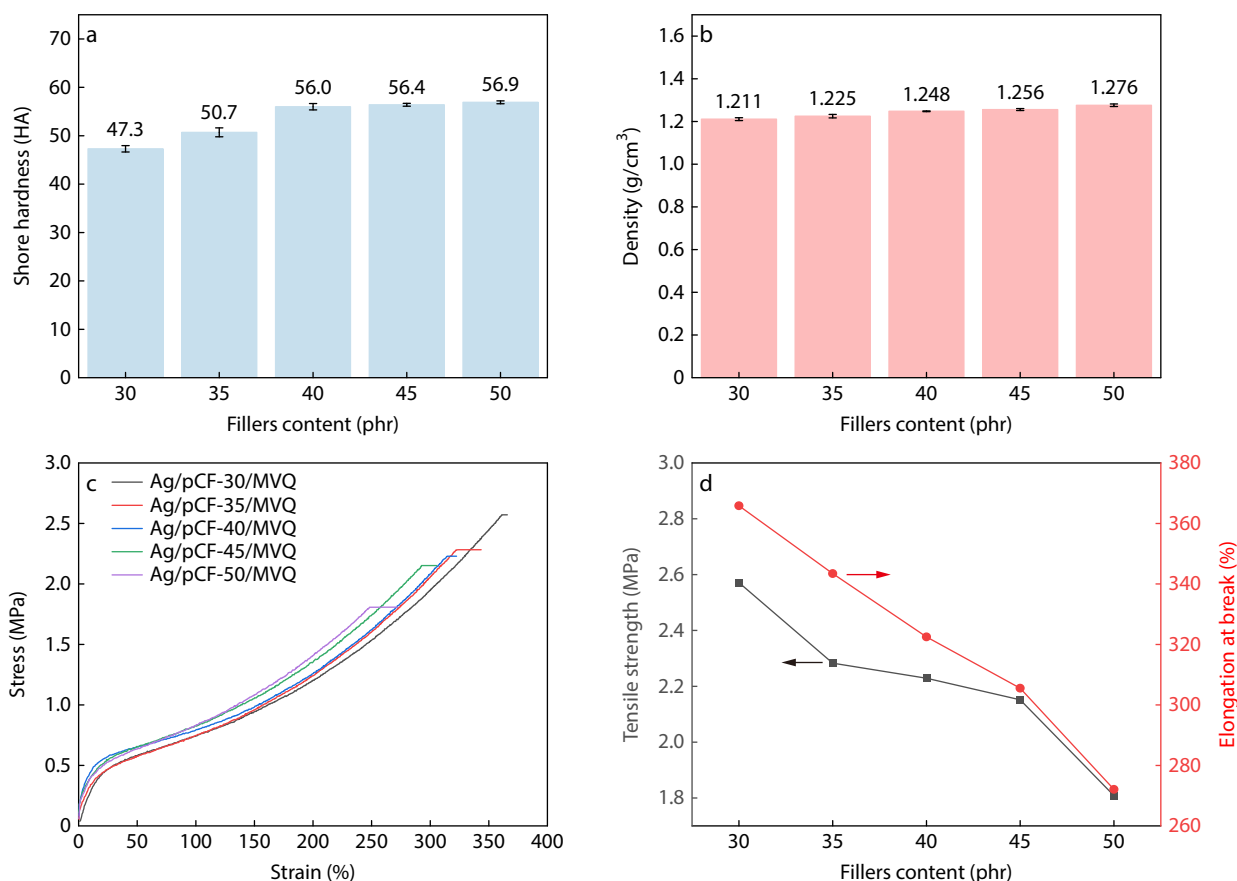 a
70
60
50
40
30
20
10
0
47.3
50.7
56.0
56.4
56.9
30 35 40 45 50
Fillers content (phr)
Shore hardness (HA)
b
1.6
1.4
1.2
1.0
0.8
0.6
0.4
0.2
0
1.211
1.225
1.248
1.256
1.276
30 35 40 45 50
Fillers content (phr)
Density (g/cm³)
c
3.0
2.5
2.0
1.5
1.0
0.5
0
Ag/pCF-30/MVQ
Ag/pCF-35/MVQ
Ag/pCF-40/MVQ
Ag/pCF-45/MVQ
Ag/pCF-50/MVQ
0 50 100 150 200 250 300 350 400
Strain (%)
Stress (MPa)
d
3.0
2.8
2.6
2.4
2.2
2.0
1.8
Tensile strength (MPa)
380
360
340
320
300
280
260
Elongation at break (%)
30 35 40 45 50
Fillers content (phr)